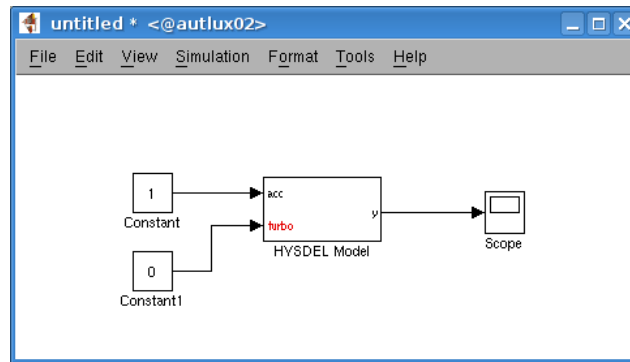 untitled * <@autlux02>
File Edit View Simulation Format Tools Help
1
Constant
acc
turbo
y
HYSDEL Model
Scope
0
Constant1